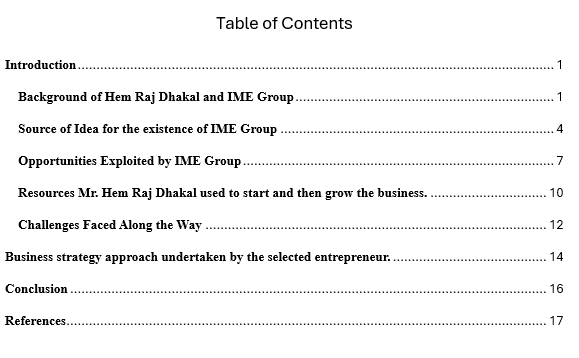 Table of Contents
Introduction.......................................................................................................................................... 1
Background of Hem Raj Dhakal and IME Group....................................................................... 1
Source of Idea for the existence of IME Group ........................................................................... 4
Opportunities Exploited by IME Group....................................................................................... 7
Resources Mr. Hem Raj Dhakal used to start and then grow the business. ................................ 10
Challenges Faced Along the Way .............................................................................................. 12
Business strategy approach undertaken by the selected entrepreneur. ........................................... 14
Conclusion ..................................................................................................................................... 16
References...................................................................................................................................... 17